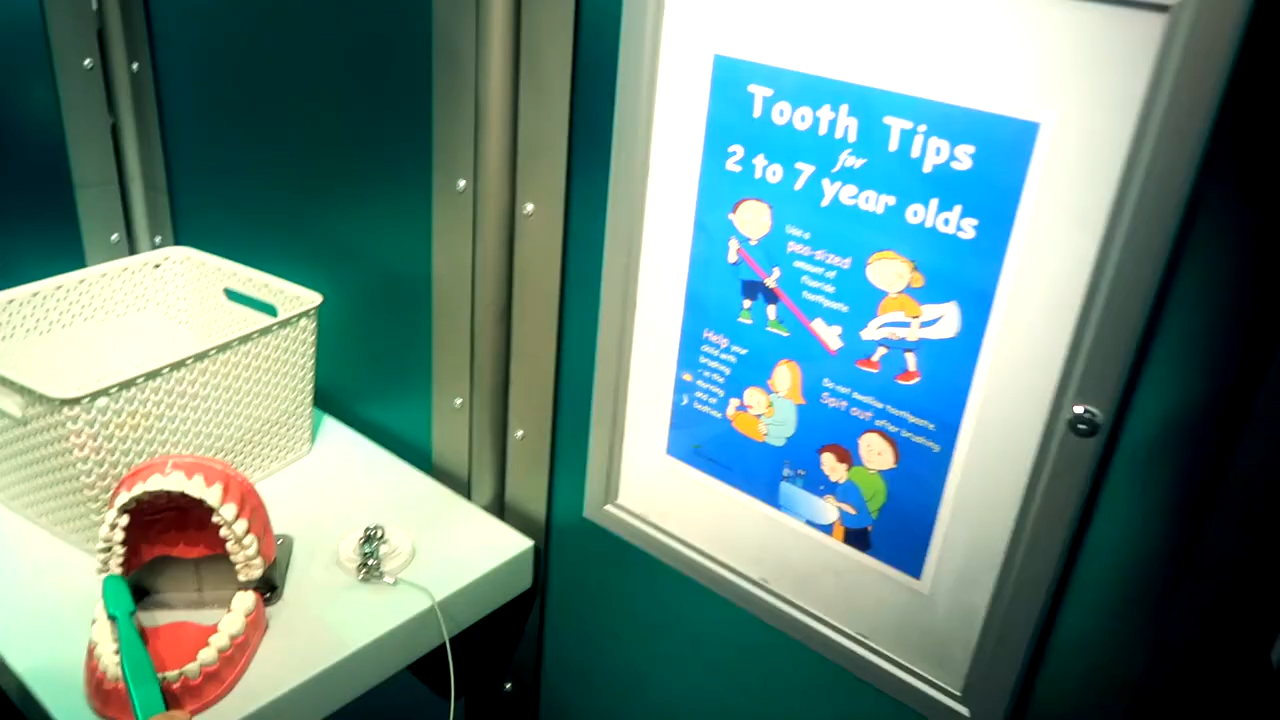 Tooth Tips
for
2 to 7 year olds
Use a
pea-sized
amount of
fluoride
toothpaste
Help your
child with
brushing
- in the
morning
and at
bedtime
Do not swallow toothpaste.
Spit out after brushing